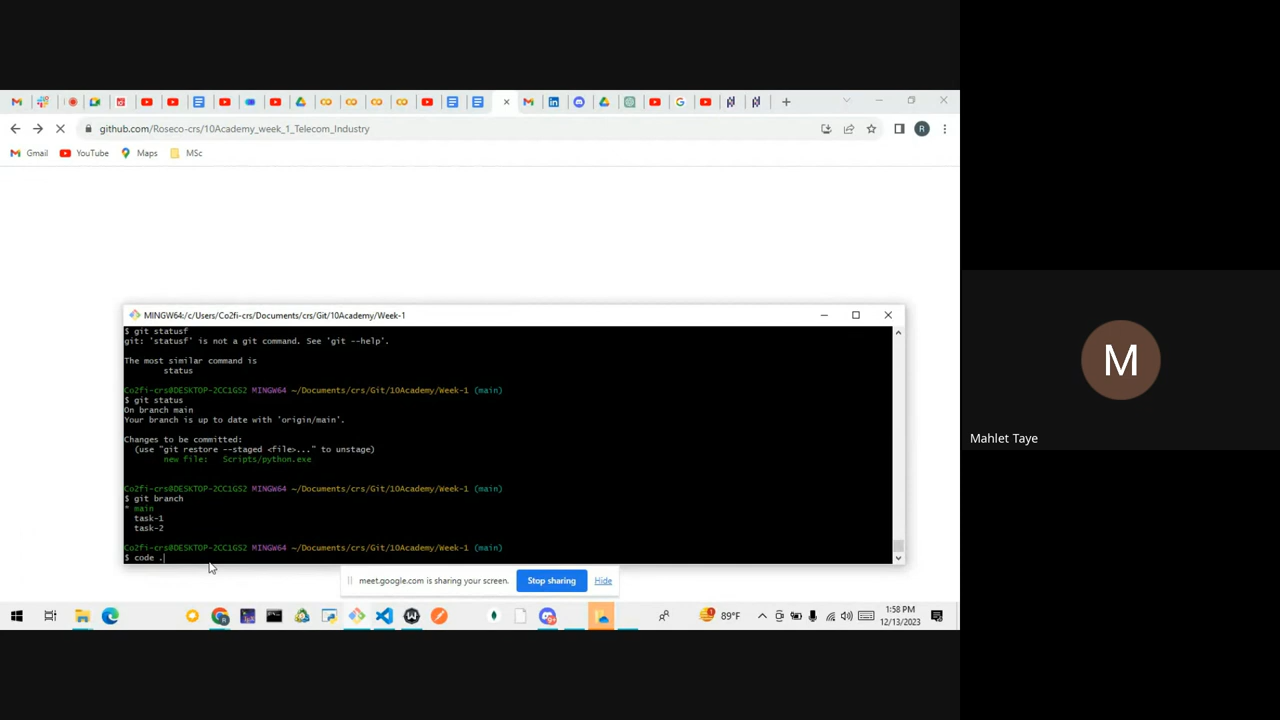 github.com/Roseco-crs/10Academy_week_1_Telecom_Industry
R
Gmail YouTube Maps MSc
MINGW64:/c/Users/Co2fi-crs/Documents/crs/Git/10Academy/Week-1
$ git statusf
git: 'statusf' is not a git command. See 'git --help'.
The most similar command is
status
Co2fi-crs@DESKTOP-2CC1GS2 MINGW64 ~/Documents/crs/Git/10Academy/Week-1 (main)
$ git status
On branch main
Your branch is up to date with 'origin/main'.
Changes to be committed:
(use "git restore --staged <file>..." to unstage)
new file: Scripts/python.exe
Co2fi-crs@DESKTOP-2CC1GS2 MINGW64 ~/Documents/crs/Git/10Academy/Week-1 (main)
$ git branch
* main
task-1
task-2
Co2fi-crs@DESKTOP-2CC1GS2 MINGW64 ~/Documents/crs/Git/10Academy/Week-1 (main)
$ code .
meet.google.com is sharing your screen. Stop sharing Hide
89°F
1:58 PM
12/13/2023
M
Mahlet Taye